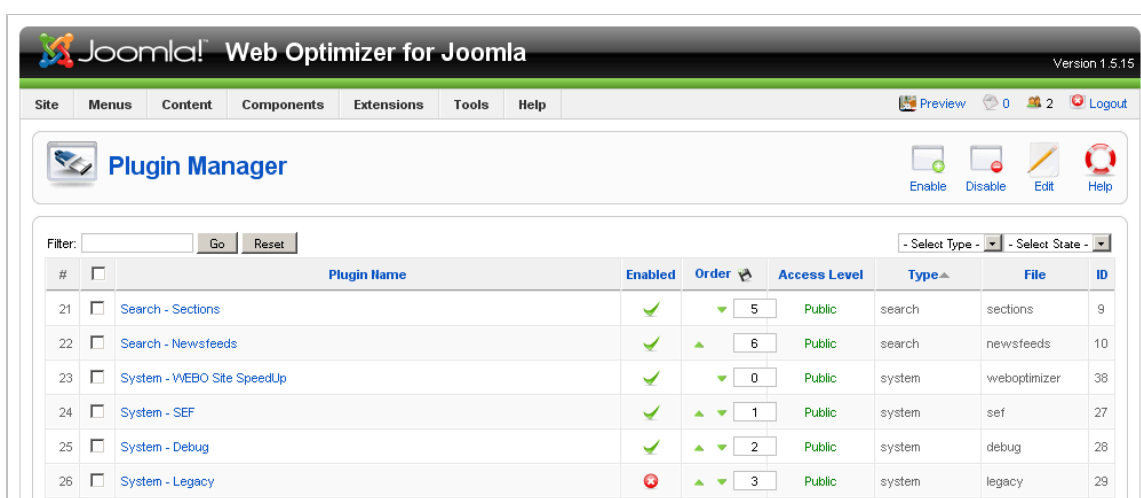 Joomla!™ Web Optimizer for Joomla
Version 1.5.15
Site Menus Content Components Extensions Tools Help Preview 0 2 Logout
Plugin Manager
Enable Disable Edit Help
Filter: Go Reset - Select Type - - Select State -
# Plugin Name Enabled Order Access Level Type File ID
21 Search - Sections 5 Public search sections 9
22 Search - Newsfeeds 6 Public search newsfeeds 10
23 System - WEBO Site SpeedUp 0 Public system weboptimizer 38
24 System - SEF 1 Public system sef 27
25 System - Debug 2 Public system debug 28
26 System - Legacy 3 Public system legacy 29